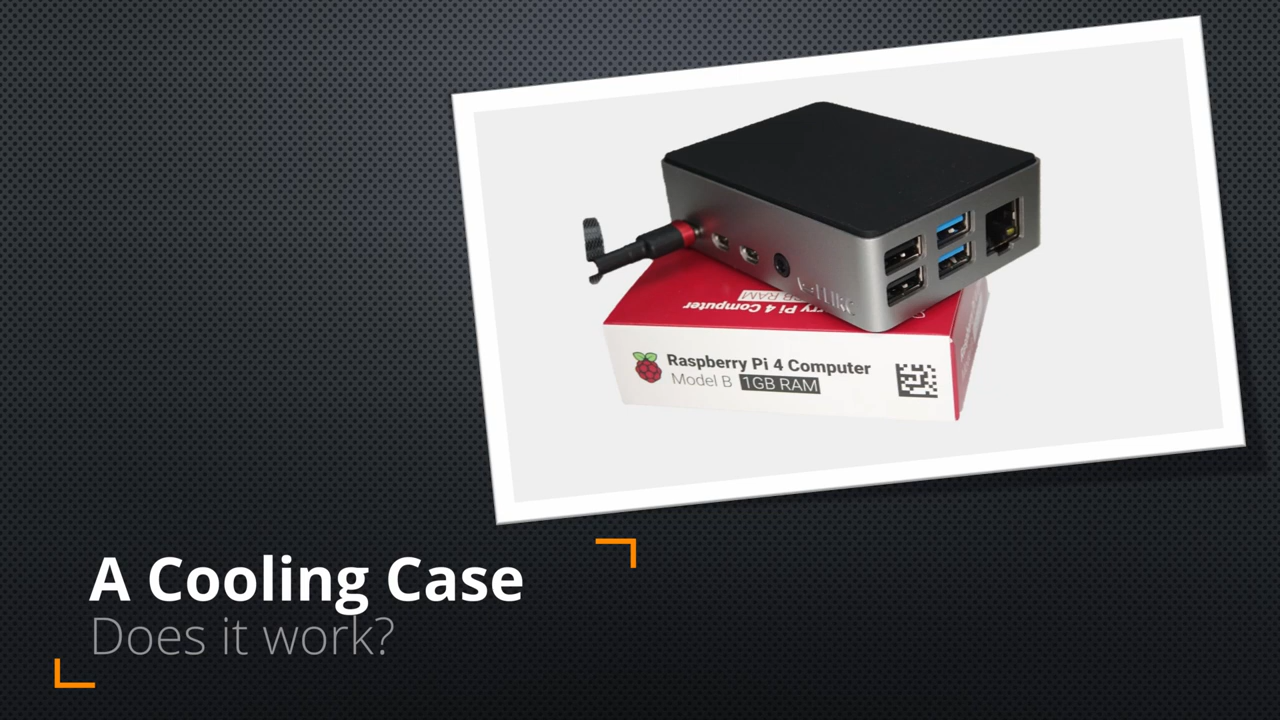 Raspberry Pi 4 Computer
Model B 1GB RAM
A Cooling Case
Does it work?